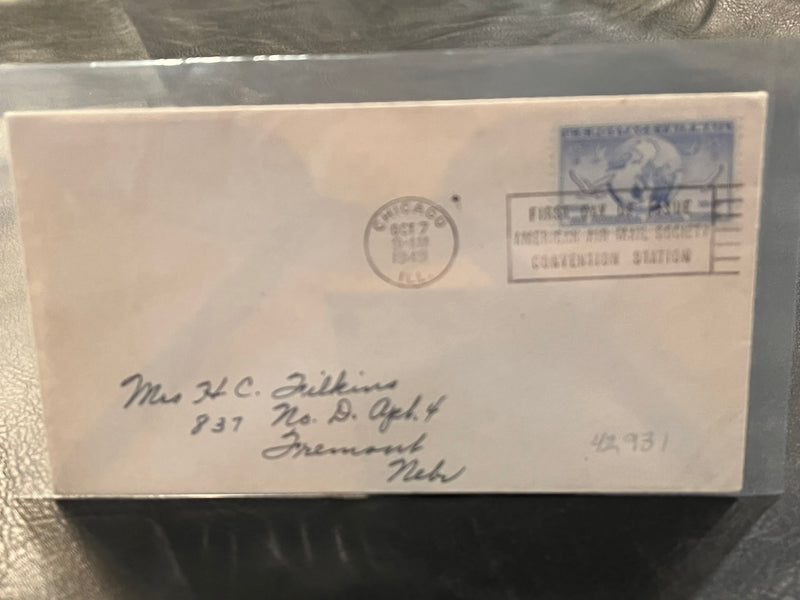 CHICAGO
OCT 7
1949
ILL.
FIRST DAY OF ISSUE
AMERICAN AIR MAIL SOCIETY
CONVENTION STATION
Mrs H. C. Filkins
837 No. D. Apt. 4
Fremont
Nebr
42931